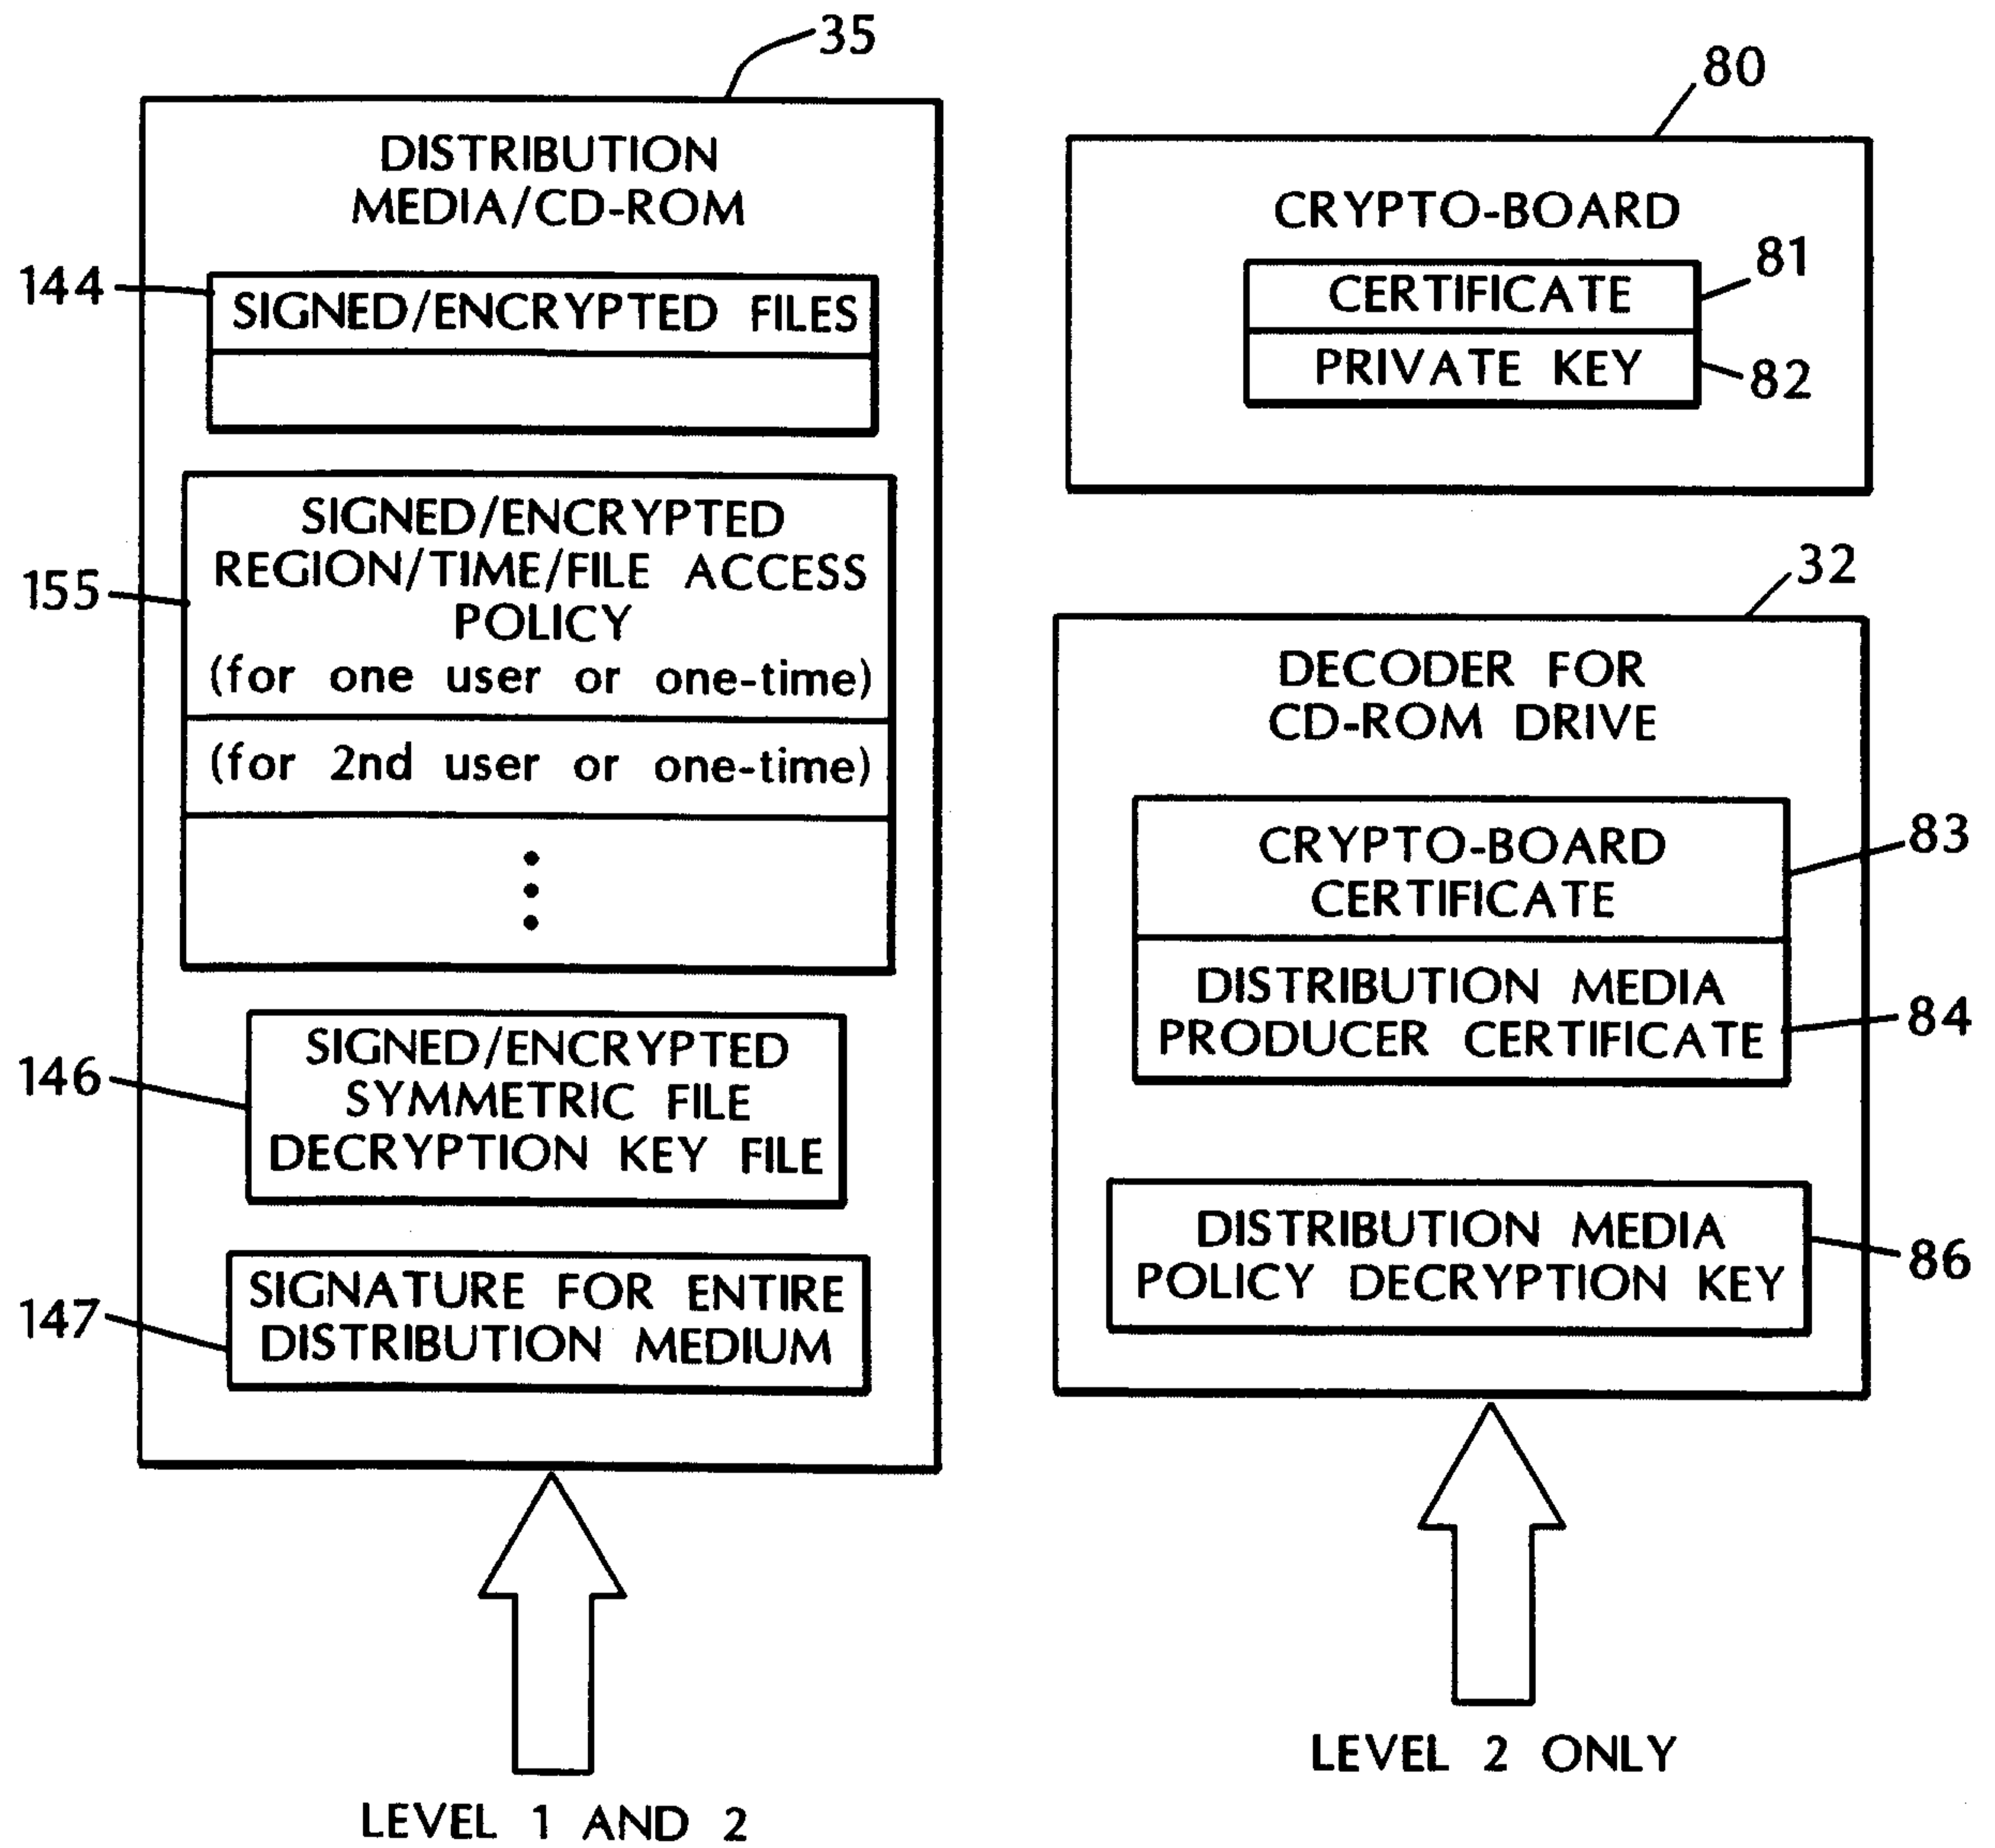 35
DISTRIBUTION
MEDIA/CD-ROM
144
SIGNED/ENCRYPTED FILES
155
SIGNED/ENCRYPTED
REGION/TIME/FILE ACCESS
POLICY
(for one user or one-time)
(for 2nd user or one-time)
146
SIGNED/ENCRYPTED
SYMMETRIC FILE
DECRYPTION KEY FILE
147
SIGNATURE FOR ENTIRE
DISTRIBUTION MEDIUM
LEVEL 1 AND 2
80
CRYPTO-BOARD
CERTIFICATE
81
PRIVATE KEY
82
32
DECODER FOR
CD-ROM DRIVE
CRYPTO-BOARD
CERTIFICATE
83
DISTRIBUTION MEDIA
PRODUCER CERTIFICATE
84
DISTRIBUTION MEDIA
POLICY DECRYPTION KEY
86
LEVEL 2 ONLY